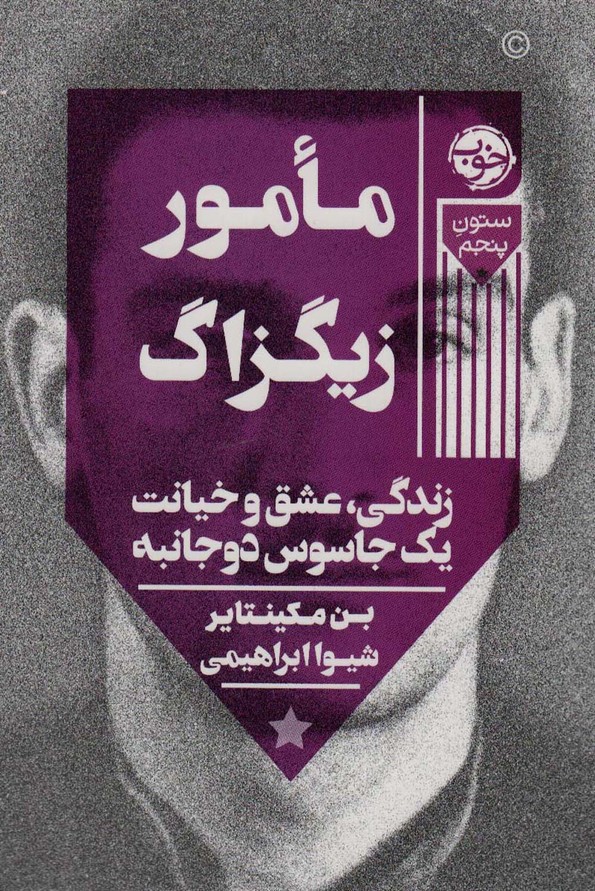 ©
خوب
ستونِ
پنجم
مأمور
زیگزاگ
زندگی، عشق و خیانت
یک جاسوس دوجانبه
بن مکینتایر
شیوا ابراهیمی